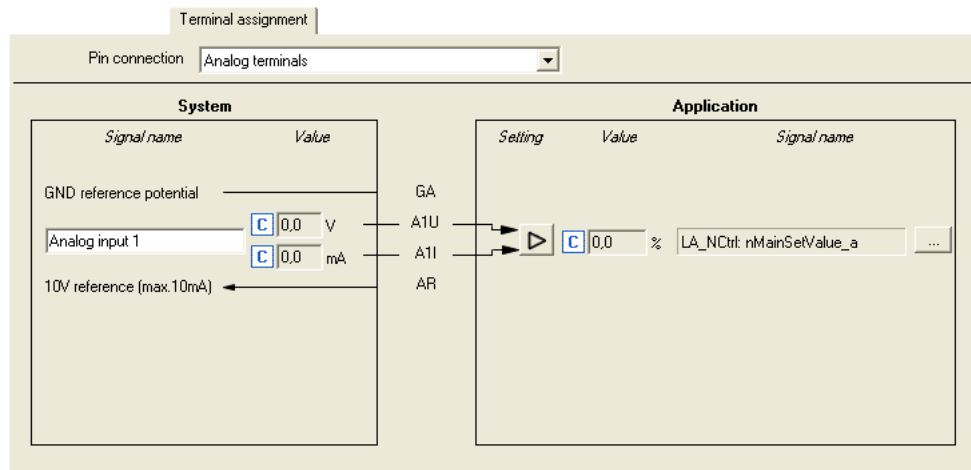 Terminal assignment
Pin connection Analog terminals
System Application
Signal name Value Setting Value Signal name
GND reference potential GA
C 0,0 V A1U
Analog input 1 C 0,0 % LA_NCtrl: nMainSetValue_a ...
C 0,0 mA A1I
10V reference (max.10mA) AR